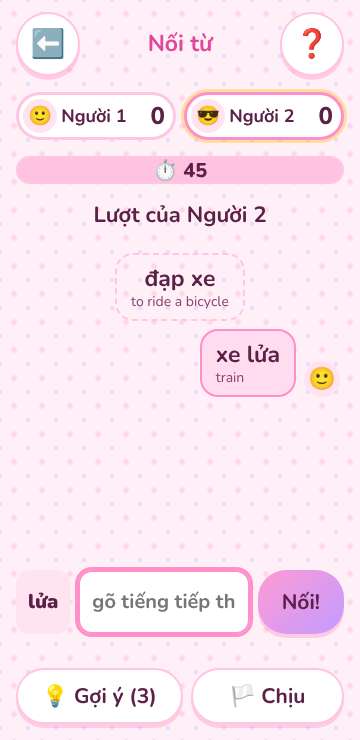 Nối từ
Người 1 0
Người 2 0
45
Lượt của Người 2
đạp xe
to ride a bicycle
xe lửa
train
lửa
gõ tiếng tiếp th
Nối!
Gợi ý (3)
Chịu